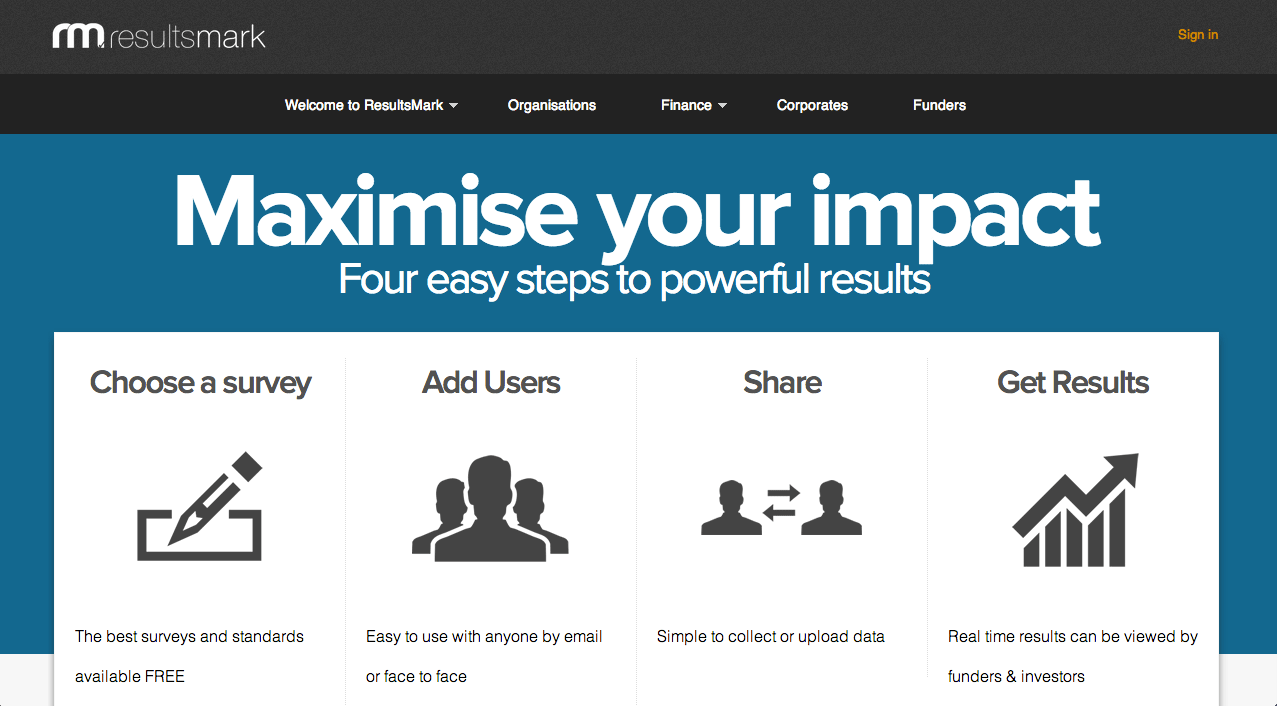 rm resultsmark
Sign in
Welcome to ResultsMark
Organisations
Finance
Corporates
Funders
Maximise your impact
Four easy steps to powerful results
Choose a survey
The best surveys and standards
available FREE
Add Users
Easy to use with anyone by email
or face to face
Share
Simple to collect or upload data
Get Results
Real time results can be viewed by
funders & investors